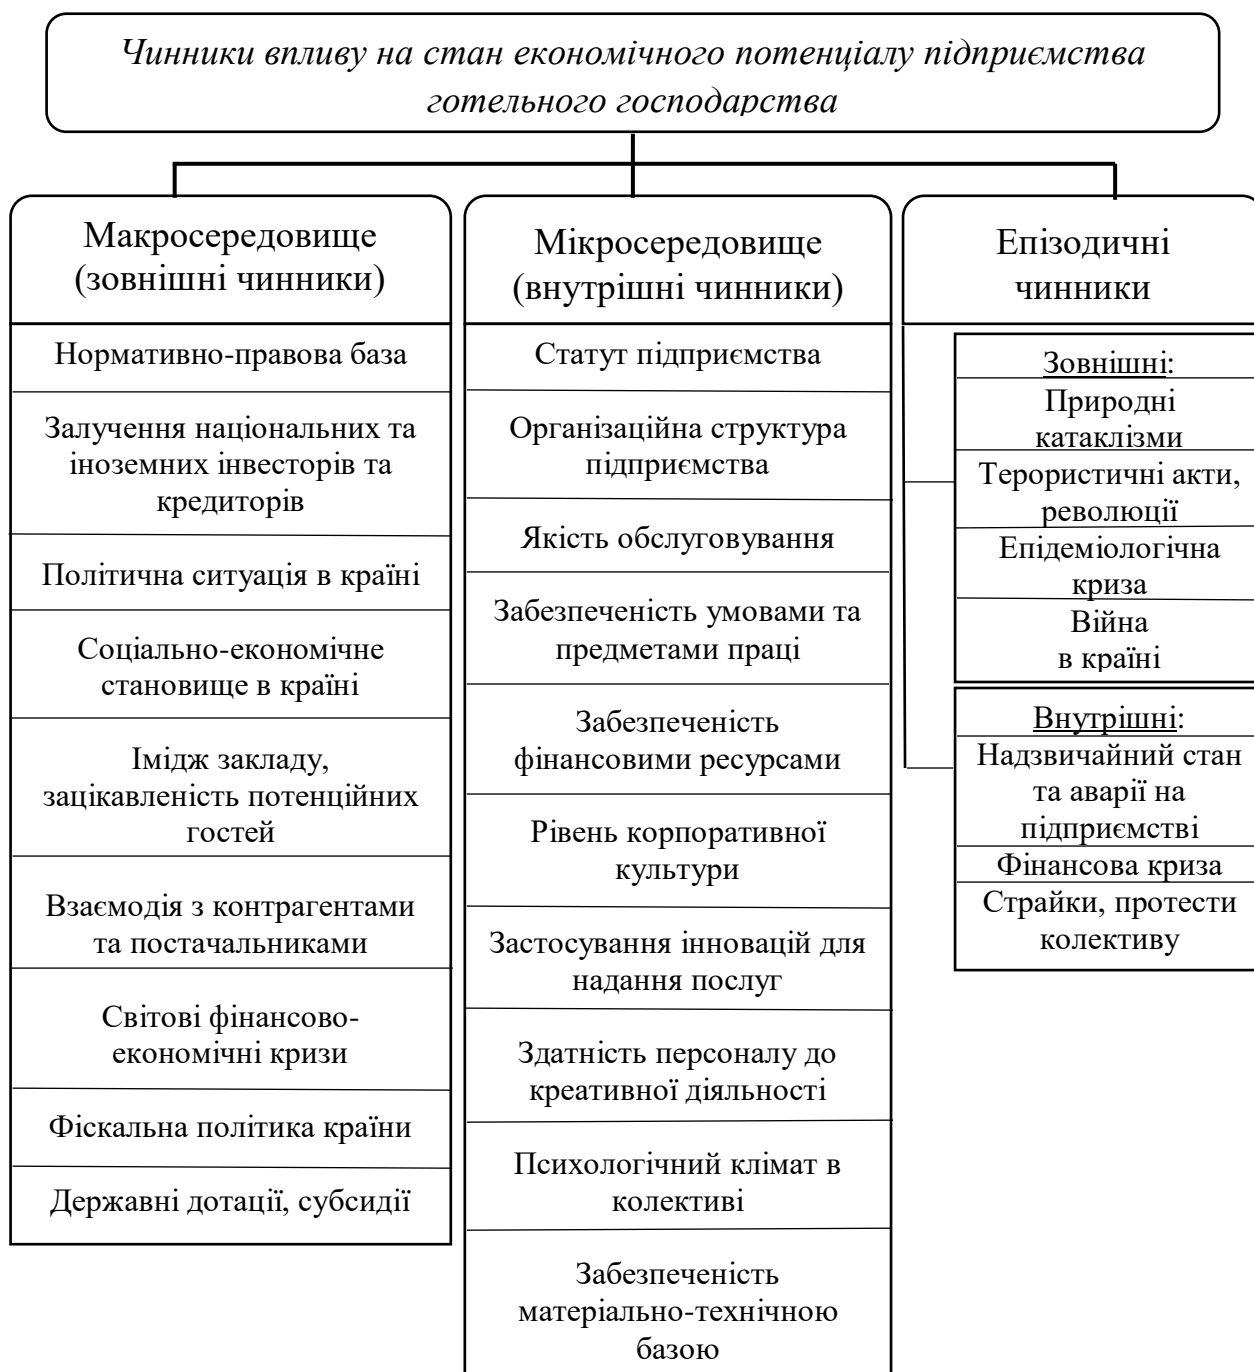 Чинники впливу на стан економічного потенціалу підприємства
готельного господарства
Макросередовище
(зовнішні чинники)
Нормативно-правова база
Залучення національних та
іноземних інвесторів та
кредиторів
Політична ситуація в країні
Соціально-економічне
становище в країні
Імідж закладу,
зацікавленість потенційних
гостей
Взаємодія з контрагентами
та постачальниками
Світові фінансово-
економічні кризи
Фіскальна політика країни
Державні дотації, субсидії
Мікросередовище
(внутрішні чинники)
Статут підприємства
Організаційна структура
підприємства
Якість обслуговування
Забезпеченість умовами та
предметами праці
Забезпеченість
фінансовими ресурсами
Рівень корпоративної
культури
Застосування інновацій для
надання послуг
Здатність персоналу до
креативної діяльності
Психологічний клімат в
колективі
Забезпеченість
матеріально-технічною
базою
Епізодичні
чинники
Зовнішні:
Природні
катаклізми
Терористичні акти,
революції
Епідеміологічна
криза
Війна
в країні
Внутрішні:
Надзвичайний стан
та аварії на
підприємстві
Фінансова криза
Страйки, протести
колективу